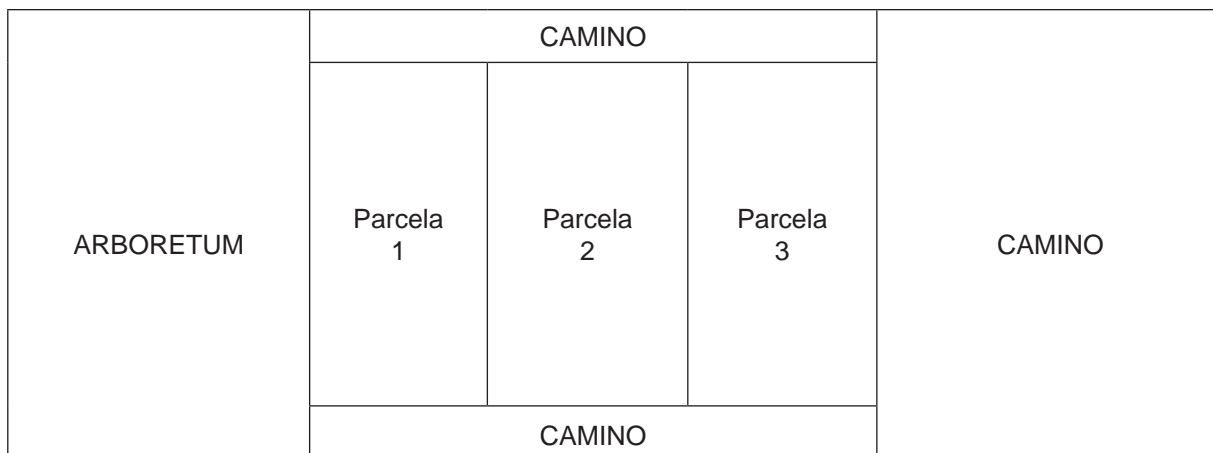 CAMINO
ARBORETUM
Parcela
1
Parcela
2
Parcela
3
CAMINO
CAMINO